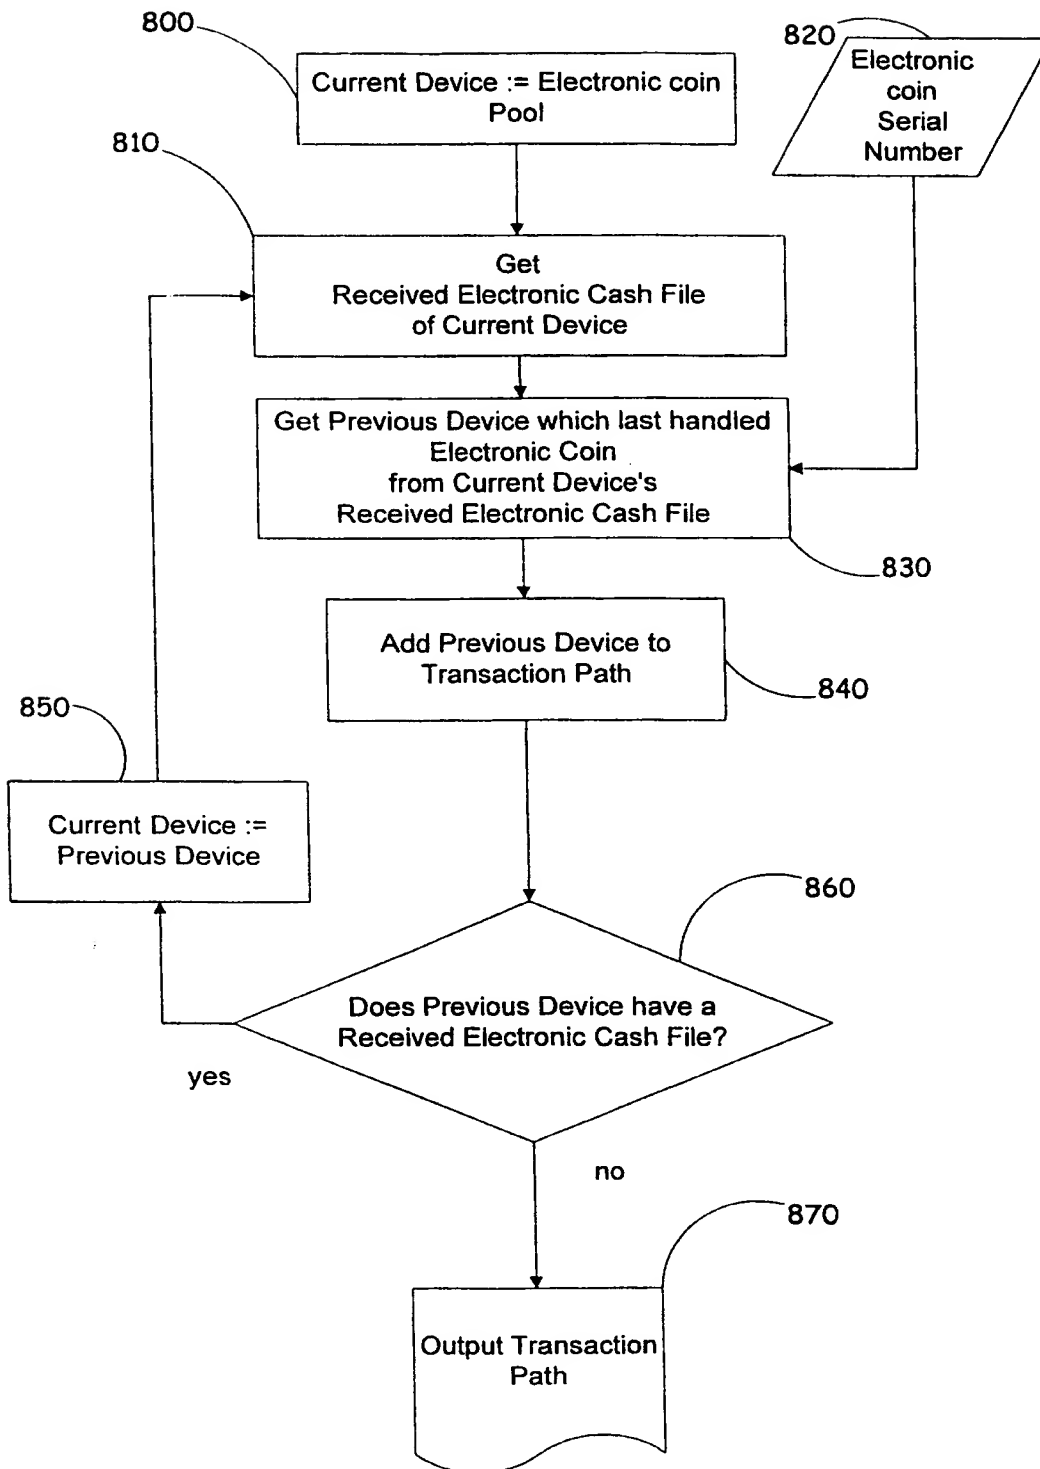 800
Current Device := Electronic coin
Pool
820
Electronic
coin
Serial
Number
810
Get
Received Electronic Cash File
of Current Device
Get Previous Device which last handled
Electronic Coin
from Current Device's
Received Electronic Cash File
830
Add Previous Device to
Transaction Path
840
850
Current Device :=
Previous Device
860
Does Previous Device have a
Received Electronic Cash File?
yes
no
870
Output Transaction
Path